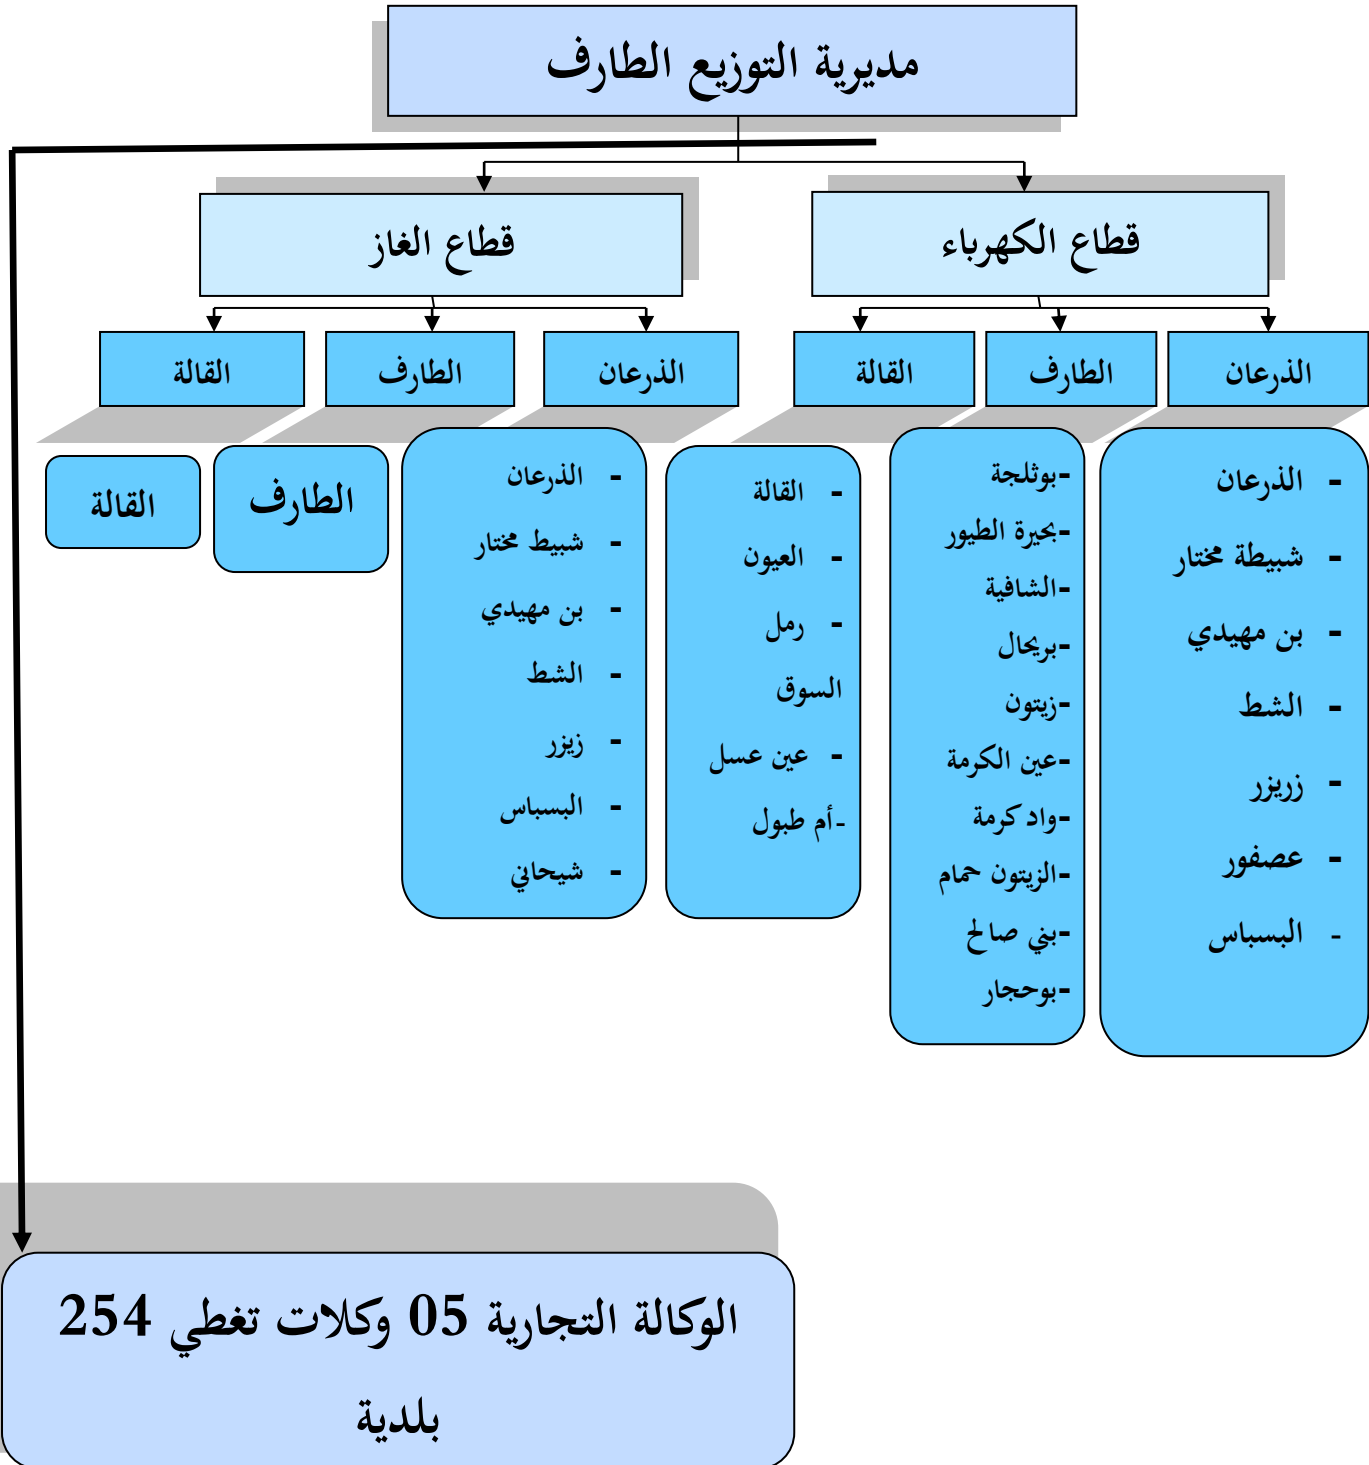 مديرية التوزيع الطارف
قطاع الكهرباء
قطاع الغاز
الذرعان
الطارف
القالة
الذرعان
الطارف
القالة
- الذرعان
- شبيطة مختار
- بن مهيدي
- الشط
- زريزر
- عصفور
- البسباس
-بوثلجة
-بحيرة الطيور
-الشافية
-بريحال
-زيتون
-عين الكرمة
-واد كرمة
-الزيتون حمام
-بني صالح
-بوحجار
- القالة
- العيون
- رمل
السوق
- عين عسل
-أم طبول
- الذرعان
- شبيط مختار
- بن مهيدي
- الشط
- زيزر
- البسباس
- شيحاني
الطارف
القالة
الوكالة التجارية 05 وكلات تغطي 254
بلدية